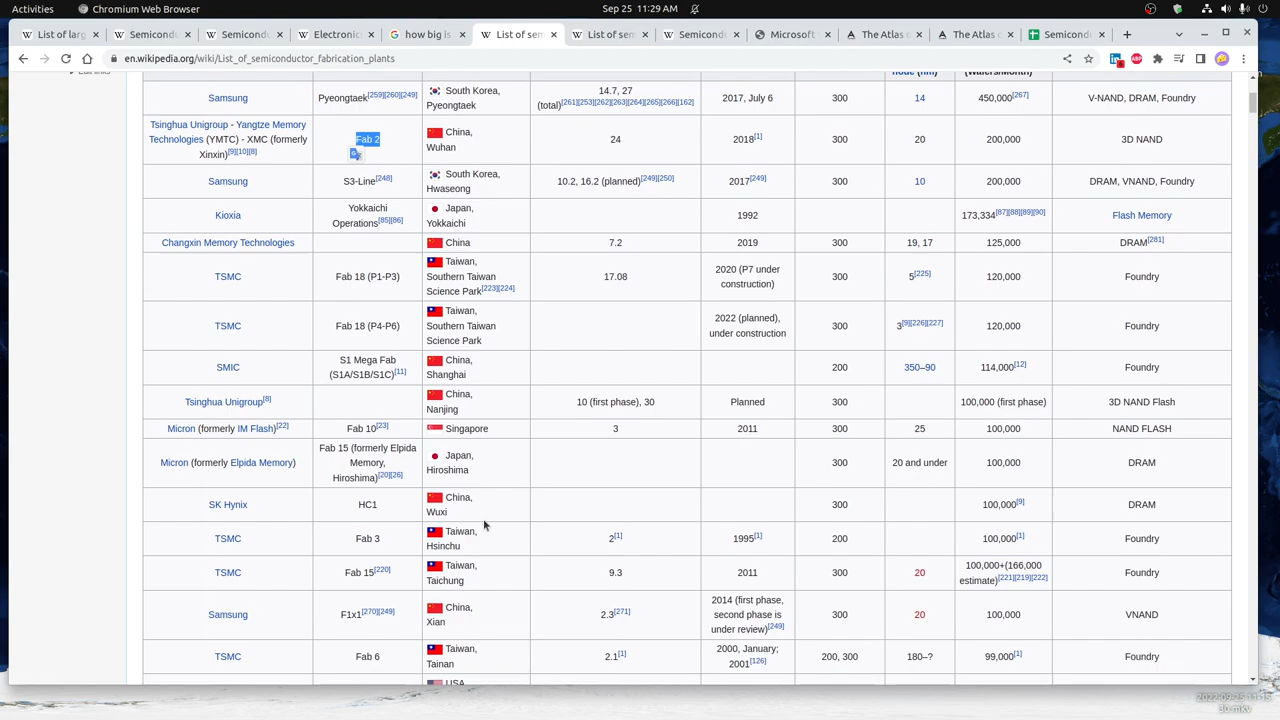 Activities Chromium Web Browser Sep 25 11:29 AM
List of larg × Semicond × Semicond × Electroni × how big is × List of sem × List of sem × Semicond × Microsoft × The Atlas o × The Atlas o × Semicond × +
en.wikipedia.org/wiki/List_of_semiconductor_fabrication_plants
Edit links
node (nm) (Wafers/Month)
Samsung Pyeongtaek[259][260][249] South Korea, Pyeongtaek 14.7, 27 (total)[261][253][262][263][264][265][266][162] 2017, July 6 300 14 450,000[267] V-NAND, DRAM, Foundry
Tsinghua Unigroup - Yangtze Memory Technologies (YMTC) - XMC (formerly Xinxin)[9][10][8] Fab 2 China, Wuhan 24 2018[1] 300 20 200,000 3D NAND
Samsung S3-Line[248] South Korea, Hwaseong 10.2, 16.2 (planned)[249][250] 2017[249] 300 10 200,000 DRAM, VNAND, Foundry
Kioxia Yokkaichi Operations[85][86] Japan, Yokkaichi 1992 173,334[87][88][89][90] Flash Memory
Changxin Memory Technologies China 7.2 2019 300 19, 17 125,000 DRAM[281]
TSMC Fab 18 (P1-P3) Taiwan, Southern Taiwan Science Park[223][224] 17.08 2020 (P7 under construction) 300 5[225] 120,000 Foundry
TSMC Fab 18 (P4-P6) Taiwan, Southern Taiwan Science Park 2022 (planned), under construction 300 3[9][226][227] 120,000 Foundry
SMIC S1 Mega Fab (S1A/S1B/S1C)[11] China, Shanghai 200 350–90 114,000[12] Foundry
Tsinghua Unigroup[8] China, Nanjing 10 (first phase), 30 Planned 300 100,000 (first phase) 3D NAND Flash
Micron (formerly IM Flash)[22] Fab 10[23] Singapore 3 2011 300 25 100,000 NAND FLASH
Micron (formerly Elpida Memory) Fab 15 (formerly Elpida Memory, Hiroshima)[20][26] Japan, Hiroshima 300 20 and under 100,000 DRAM
SK Hynix HC1 China, Wuxi 300 100,000[9] DRAM
TSMC Fab 3 Taiwan, Hsinchu 2[1] 1995[1] 200 100,000[1] Foundry
TSMC Fab 15[220] Taiwan, Taichung 9.3 2011 300 20 100,000+(166,000 estimate)[221][219][222] Foundry
Samsung F1x1[270][249] China, Xian 2.3[271] 2014 (first phase, second phase is under review)[249] 300 20 100,000 VNAND
TSMC Fab 6 Taiwan, Tainan 2.1[1] 2000, January; 2001[126] 200, 300 180–? 99,000[1] Foundry
USA
2022-09-25 11-15
30.mkv